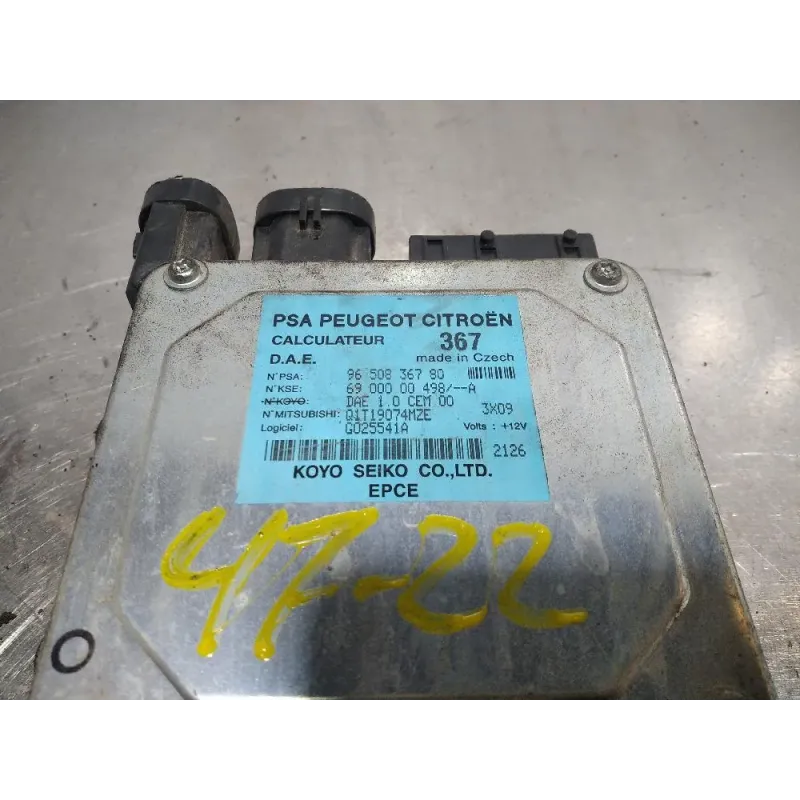 PSA PEUGEOT CITROËN
CALCULATEUR 367
D.A.E. made in Czech
N°PSA: 96 508 367 80
N°KSE: 69 000 00 498/--A
N°KOYO: DAE 1.0 CEM 00
N°MITSUBISHI: Q1T19074MZE 3X09
Logiciel: G025541A Volts : +12V
2126
KOYO SEIKO CO.,LTD.
EPCE
47-22